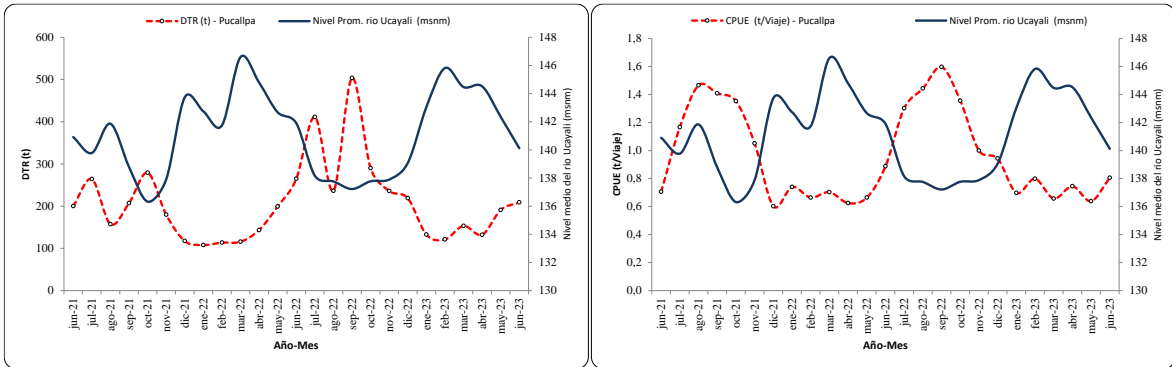 DTR (t) - Pucallpa
Nivel Prom. rio Ucayali (msnm)
600
500
400
300
200
100
0
DTR (t)
148
146
144
142
140
138
136
134
132
130
Nivel medio del rio Ucayali (msnm)
jun-21
jul-21
ago-21
sep-21
oct-21
nov-21
dic-21
ene-22
feb-22
mar-22
abr-22
may-22
jun-22
jul-22
ago-22
sep-22
oct-22
nov-22
dic-22
ene-23
feb-23
mar-23
abr-23
may-23
jun-23
Año-Mes
CPUE (t/Viaje) - Pucallpa
Nivel Prom. rio Ucayali (msnm)
1,8
1,6
1,4
1,2
1,0
0,8
0,6
0,4
0,2
0,0
CPUE (t/Viaje)
148
146
144
142
140
138
136
134
132
130
Nivel medio del rio Ucayali (msnm)
jun-21
jul-21
ago-21
sep-21
oct-21
nov-21
dic-21
ene-22
feb-22
mar-22
abr-22
may-22
jun-22
jul-22
ago-22
sep-22
oct-22
nov-22
dic-22
ene-23
feb-23
mar-23
abr-23
may-23
jun-23
Año-Mes